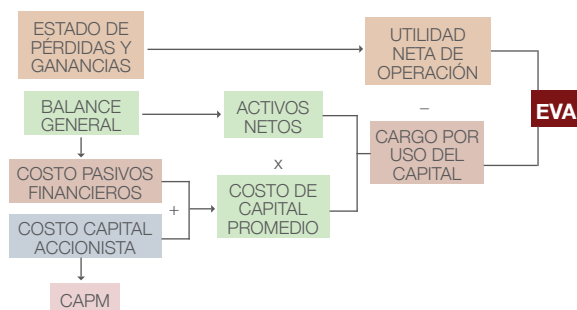 ESTADO DE
PÉRDIDAS Y
GANANCIAS
UTILIDAD
NETA DE
OPERACIÓN
EVA
BALANCE
GENERAL
ACTIVOS
NETOS
–
CARGO POR
USO DEL
CAPITAL
x
COSTO PASIVOS
FINANCIEROS
+
COSTO DE
CAPITAL
PROMEDIO
COSTO CAPITAL
ACCIONISTA
CAPM